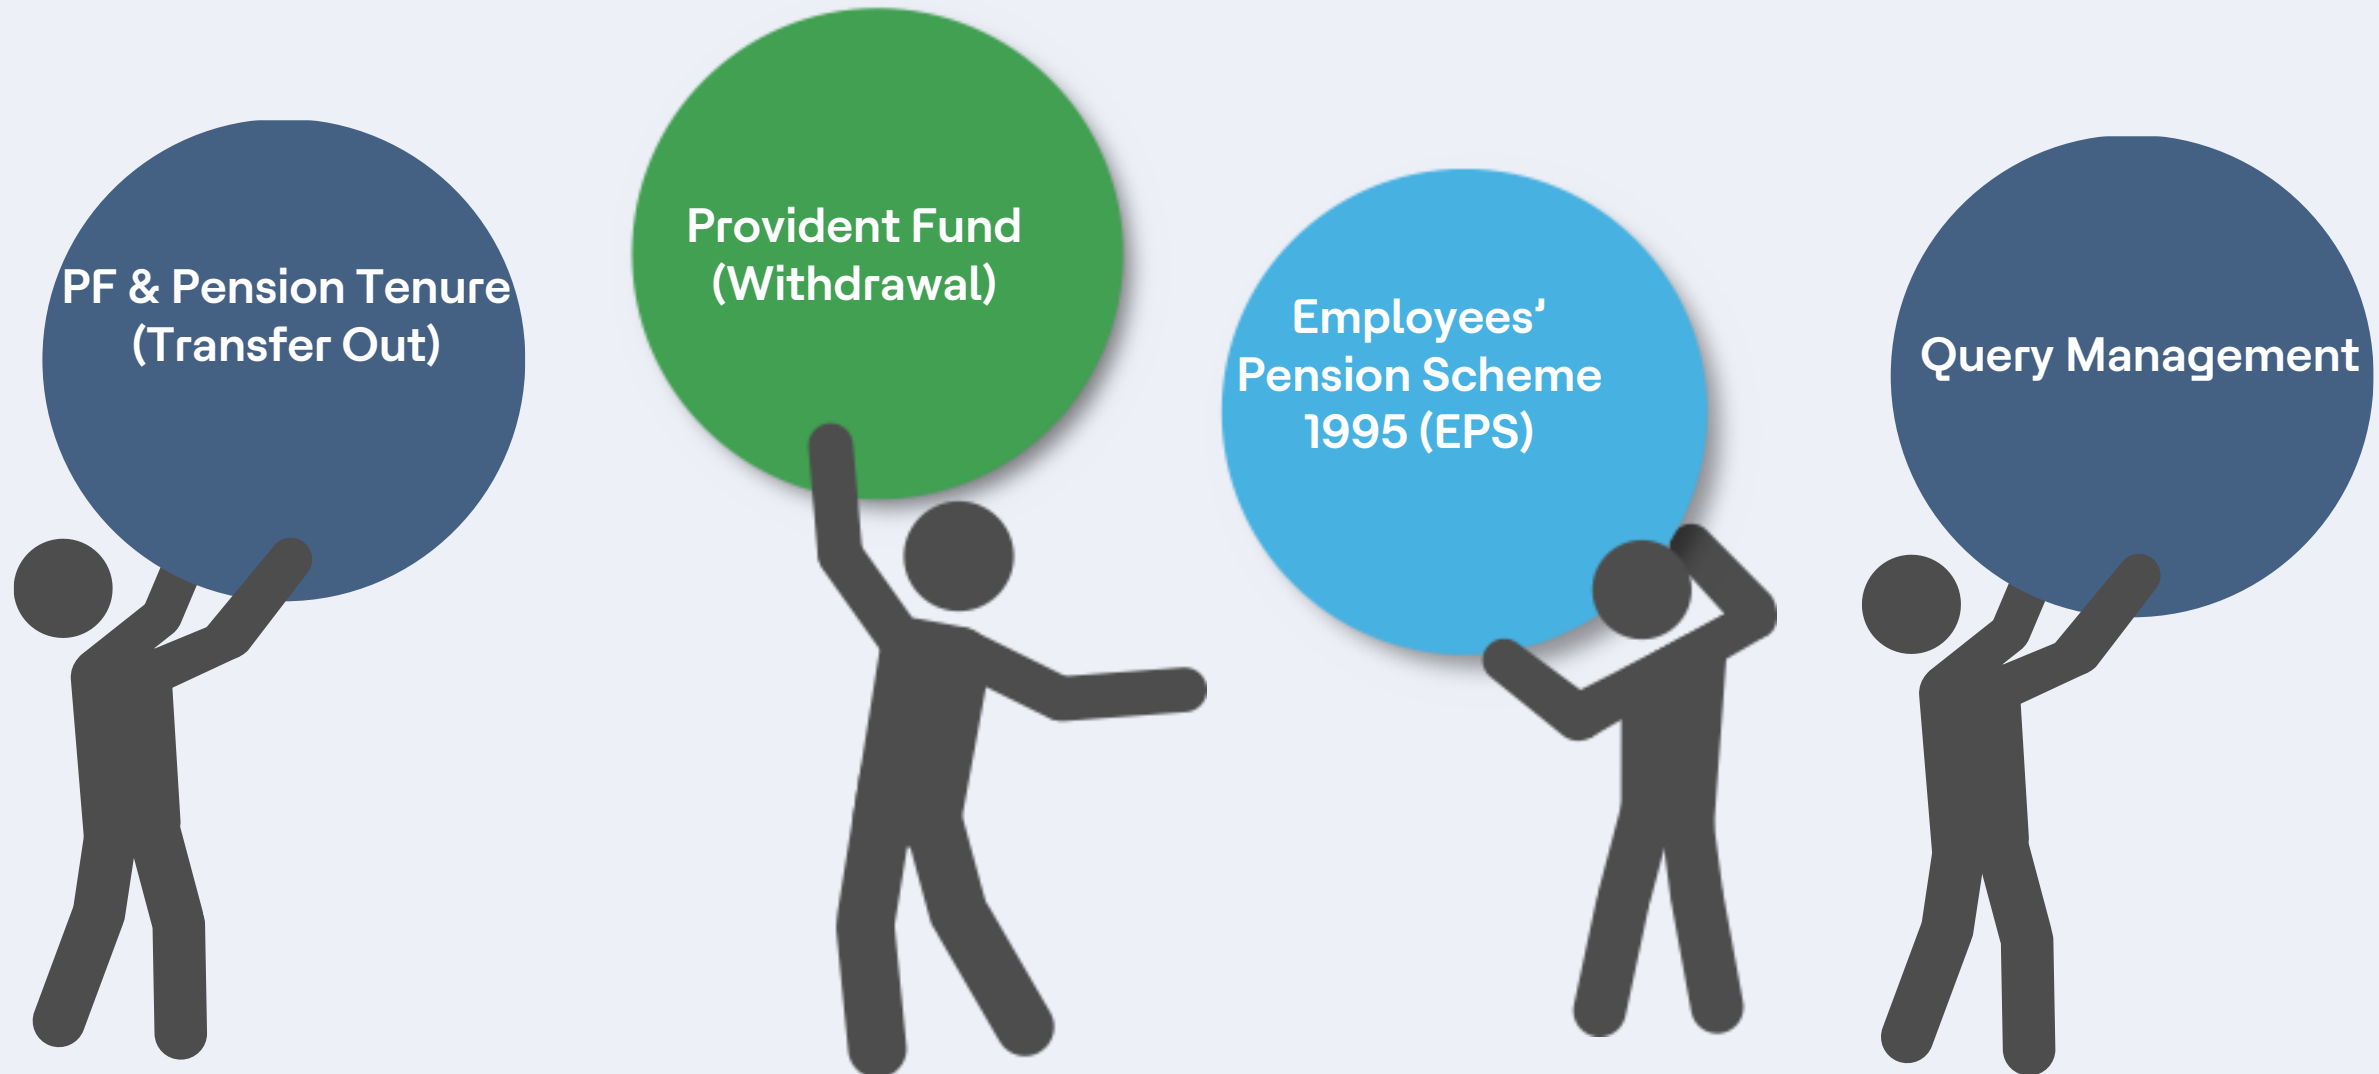 PF & Pension Tenure
(Transfer Out)
Provident Fund
(Withdrawal)
Employees’
Pension Scheme
1995 (EPS)
Query Management